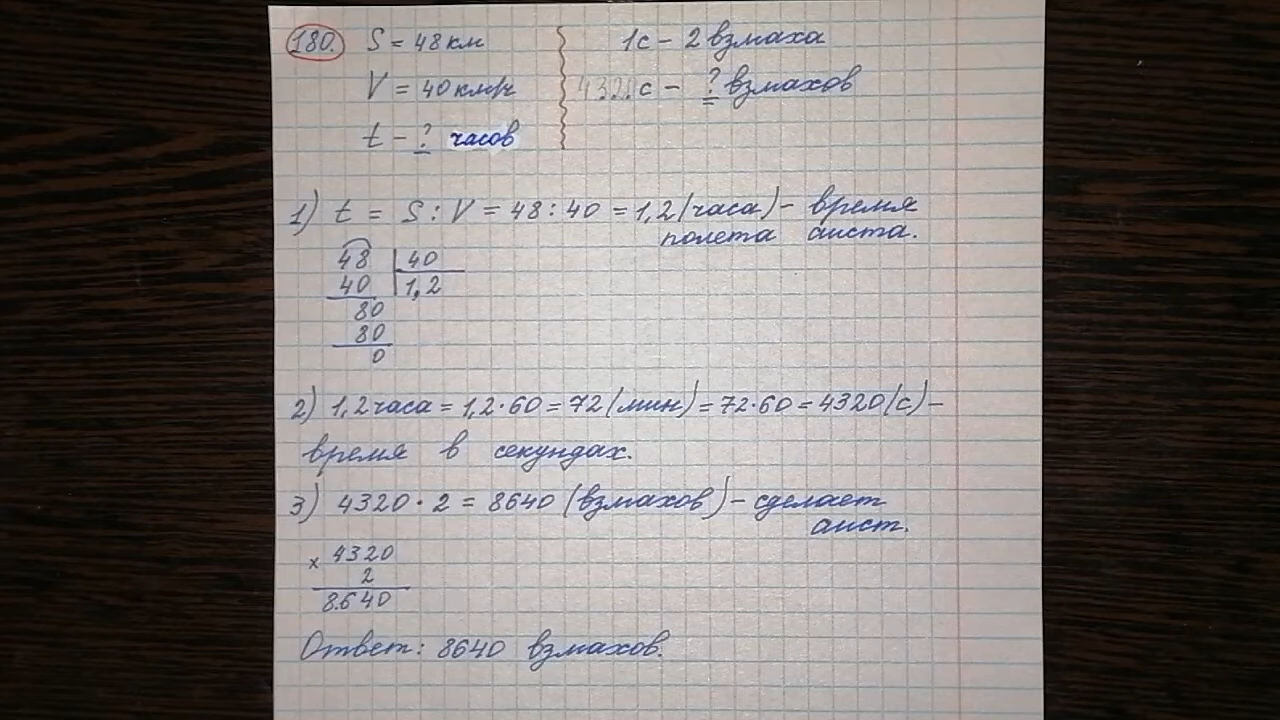 180. S = 48 км
V = 40 км/ч
t - ? часов
1с - 2 взмаха
4320с - ? взмахов
1) t = S : V = 48 : 40 = 1,2 (часа) - время
полета аиста.
48 40
40 1,2
80
80
0
2) 1,2 часа = 1,2·60 = 72 (мин) = 72·60 = 4320 (с) -
время в секундах.
3) 4320 · 2 = 8640 (взмахов) - сделает
аист.
× 4320
2
8640
Ответ: 8640 взмахов.